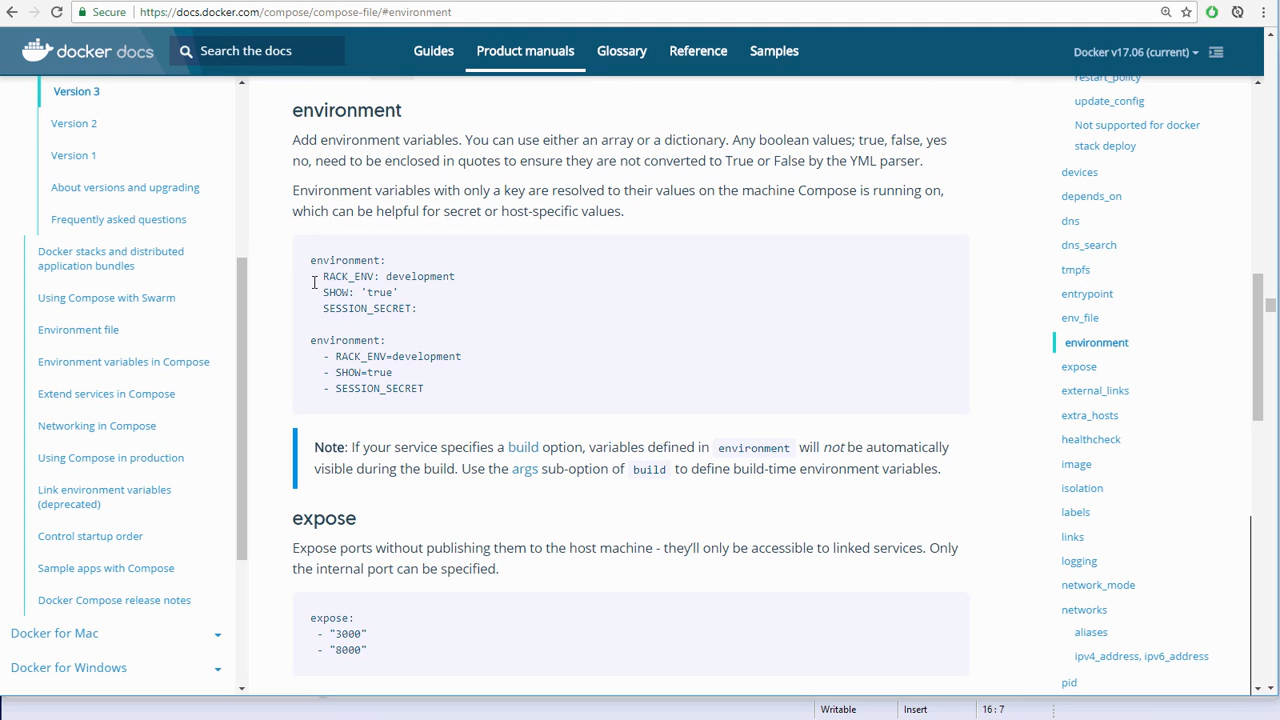 Secure
https://docs.docker.com/compose/compose-file/#environment
docker docs
Search the docs
Guides
Product manuals
Glossary
Reference
Samples
Docker v17.06 (current)
Version 3
Version 2
Version 1
About versions and upgrading
Frequently asked questions
Docker stacks and distributed
application bundles
Using Compose with Swarm
Environment file
Environment variables in Compose
Extend services in Compose
Networking in Compose
Using Compose in production
Link environment variables
(deprecated)
Control startup order
Sample apps with Compose
Docker Compose release notes
Docker for Mac
Docker for Windows
environment
Add environment variables. You can use either an array or a dictionary. Any boolean values; true, false, yes
no, need to be enclosed in quotes to ensure they are not converted to True or False by the YML parser.
Environment variables with only a key are resolved to their values on the machine Compose is running on,
which can be helpful for secret or host-specific values.
environment:
RACK_ENV: development
SHOW: 'true'
SESSION_SECRET:
environment:
- RACK_ENV=development
- SHOW=true
- SESSION_SECRET
Note: If your service specifies a build option, variables defined in environment will not be automatically
visible during the build. Use the args sub-option of build to define build-time environment variables.
expose
Expose ports without publishing them to the host machine - they'll only be accessible to linked services. Only
the internal port can be specified.
expose:
- "3000"
- "8000"
restart_policy
update_config
Not supported for docker
stack deploy
devices
depends_on
dns
dns_search
tmpfs
entrypoint
env_file
environment
expose
external_links
extra_hosts
healthcheck
image
isolation
labels
links
logging
network_mode
networks
aliases
ipv4_address, ipv6_address
pid
Writable
Insert
16 : 7